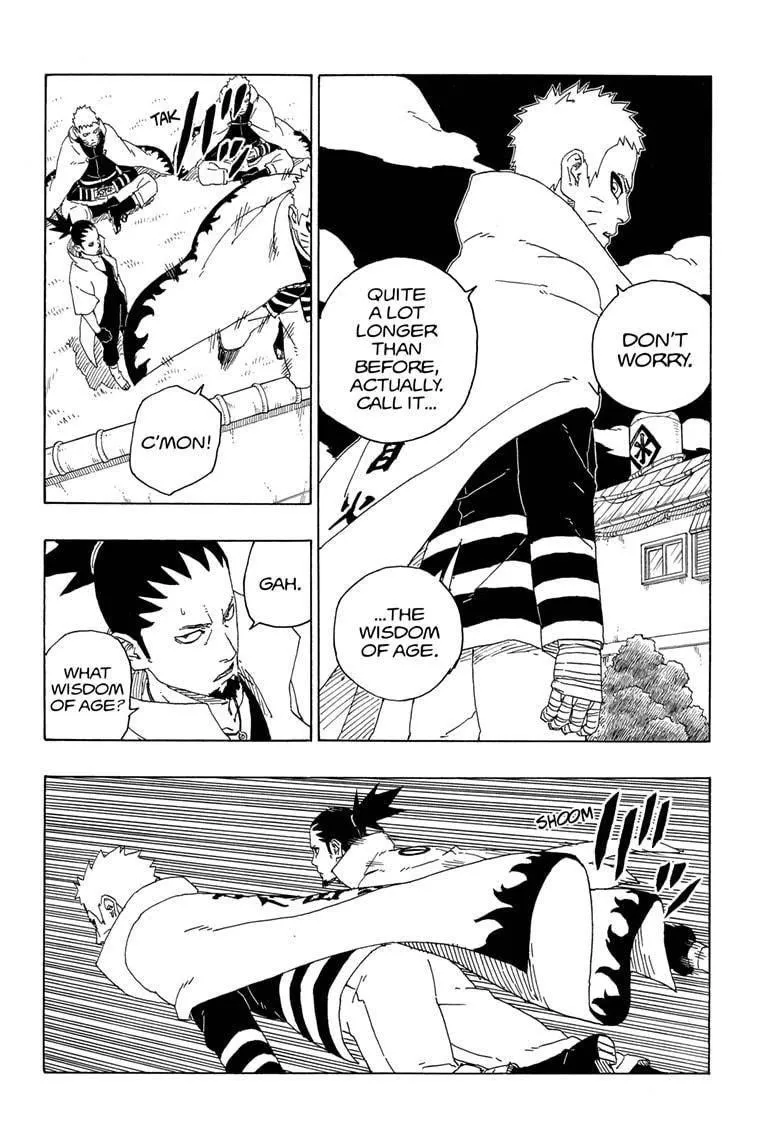 DON'T
WORRY.
QUITE
A LOT
LONGER
THAN
BEFORE,
ACTUALLY.
CALL IT...
...THE
WISDOM
OF AGE.
TAK
C'MON!
GAH.
WHAT
WISDOM
OF AGE?
SHOOM